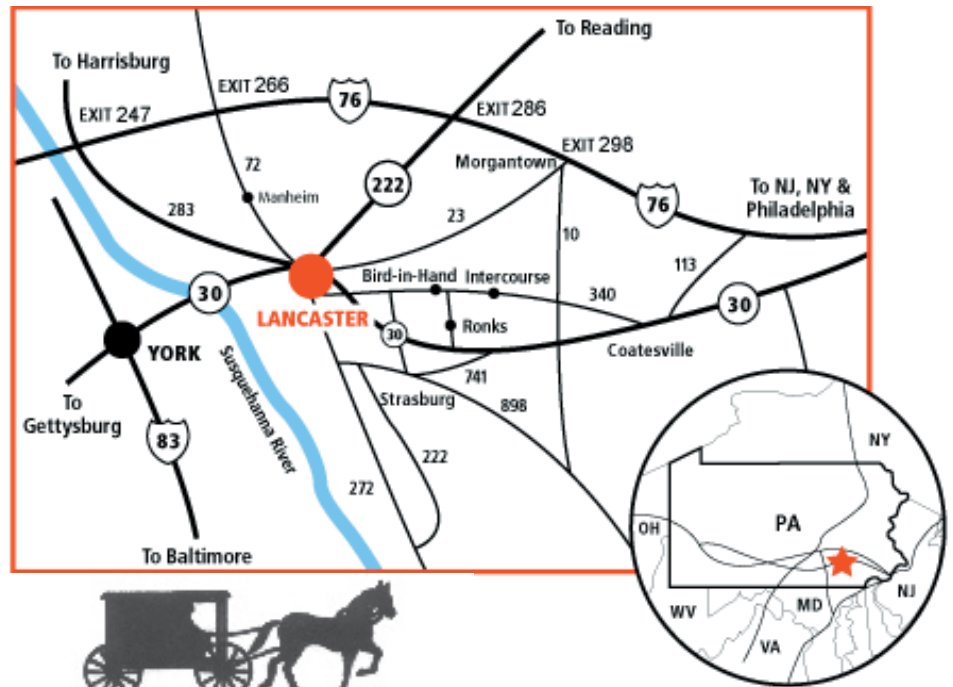 To Reading
To Harrisburg
EXIT 266
76
EXIT 247
EXIT 286
EXIT 298
Morgantown
72
Manheim
222
76
To NJ, NY &
Philadelphia
283
23
10
113
Bird-in-Hand
Intercourse
340
30
30
LANCASTER
30
Ronks
YORK
Coatesville
Susquehanna River
741
To
Gettysburg
Strasburg
898
83
222
272
To Baltimore
NY
OH
PA
NJ
WV
MD
VA